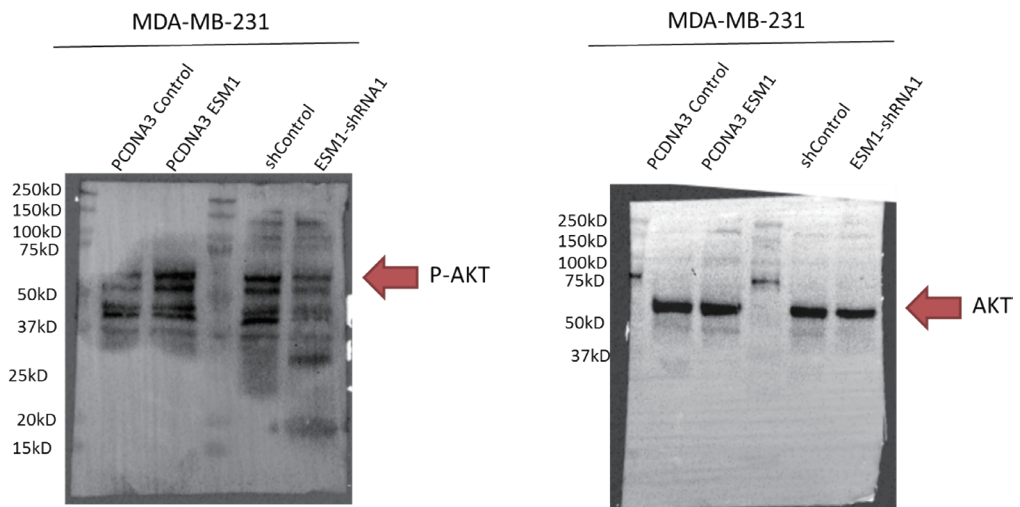 MDA-MB-231
PCDNA3 Control
PCDNA3 ESM1
shControl
ESM1-shRNA1
250kD
150kD
100kD
75kD
50kD
37kD
25kD
20kD
15kD
P-AKT
MDA-MB-231
PCDNA3 Control
PCDNA3 ESM1
shControl
ESM1-shRNA1
250kD
150kD
100kD
75kD
50kD
37kD
AKT